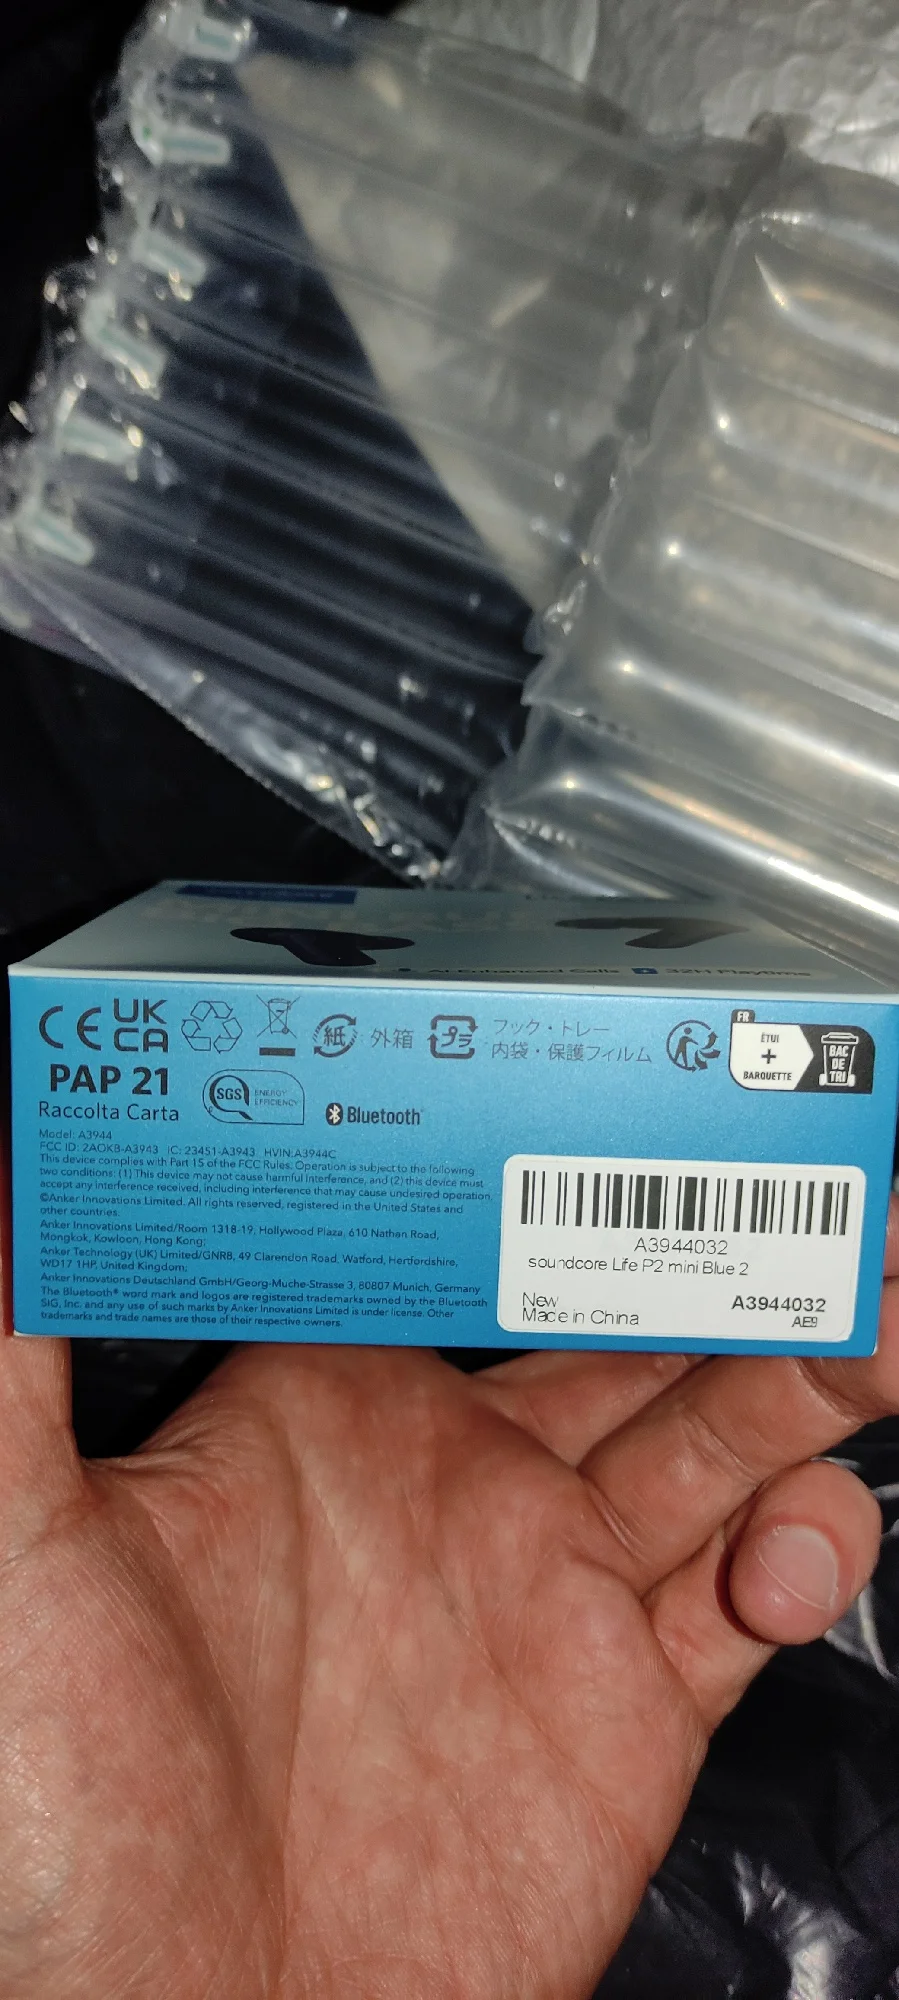 AI Enhanced Calls 32H Playtime
CE UK
CA
紙 外箱
プラ フック・トレー
内袋・保護フィルム
FR
ÉTUI
+
BARQUETTE
BAC
DE
TRI
PAP 21
Raccolta Carta
SGS ENERGY
EFFICIENCY
Bluetooth®
Model: A3944
FCC ID: 2AOKB-A3943 IC: 23451-A3943 HVIN:A3944C
This device complies with Part 15 of the FCC Rules. Operation is subject to the following
two conditions: (1) This device may not cause harmful interference, and (2) this device must
accept any interference received, including interference that may cause undesired operation.
©Anker Innovations Limited. All rights reserved, registered in the United States and
other countries.
Anker Innovations Limited/Room 1318-19, Hollywood Plaza, 610 Nathan Road,
Mongkok, Kowloon, Hong Kong;
Anker Technology (UK) Limited/GNR8, 49 Clarendon Road, Watford, Hertfordshire,
WD17 1HP, United Kingdom;
Anker Innovations Deutschland GmbH/Georg-Muche-Strasse 3, 80807 Munich, Germany
The Bluetooth® word mark and logos are registered trademarks owned by the Bluetooth
SIG, Inc. and any use of such marks by Anker Innovations Limited is under license. Other
trademarks and trade names are those of their respective owners.
A3944032
soundcore Life P2 mini Blue 2
New
Made in China
A3944032
AE9